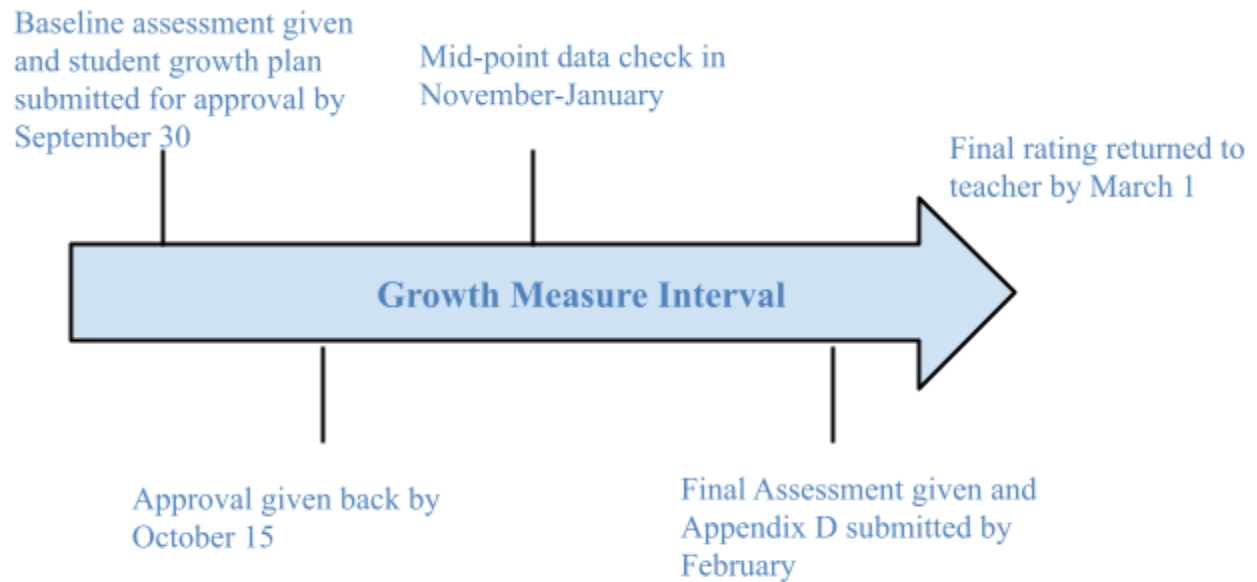 Baseline assessment given
and student growth plan
submitted for approval by
September 30
Mid-point data check in
November-January
Final rating returned to
teacher by March 1
Growth Measure Interval
Approval given back by
October 15
Final Assessment given and
Appendix D submitted by
February